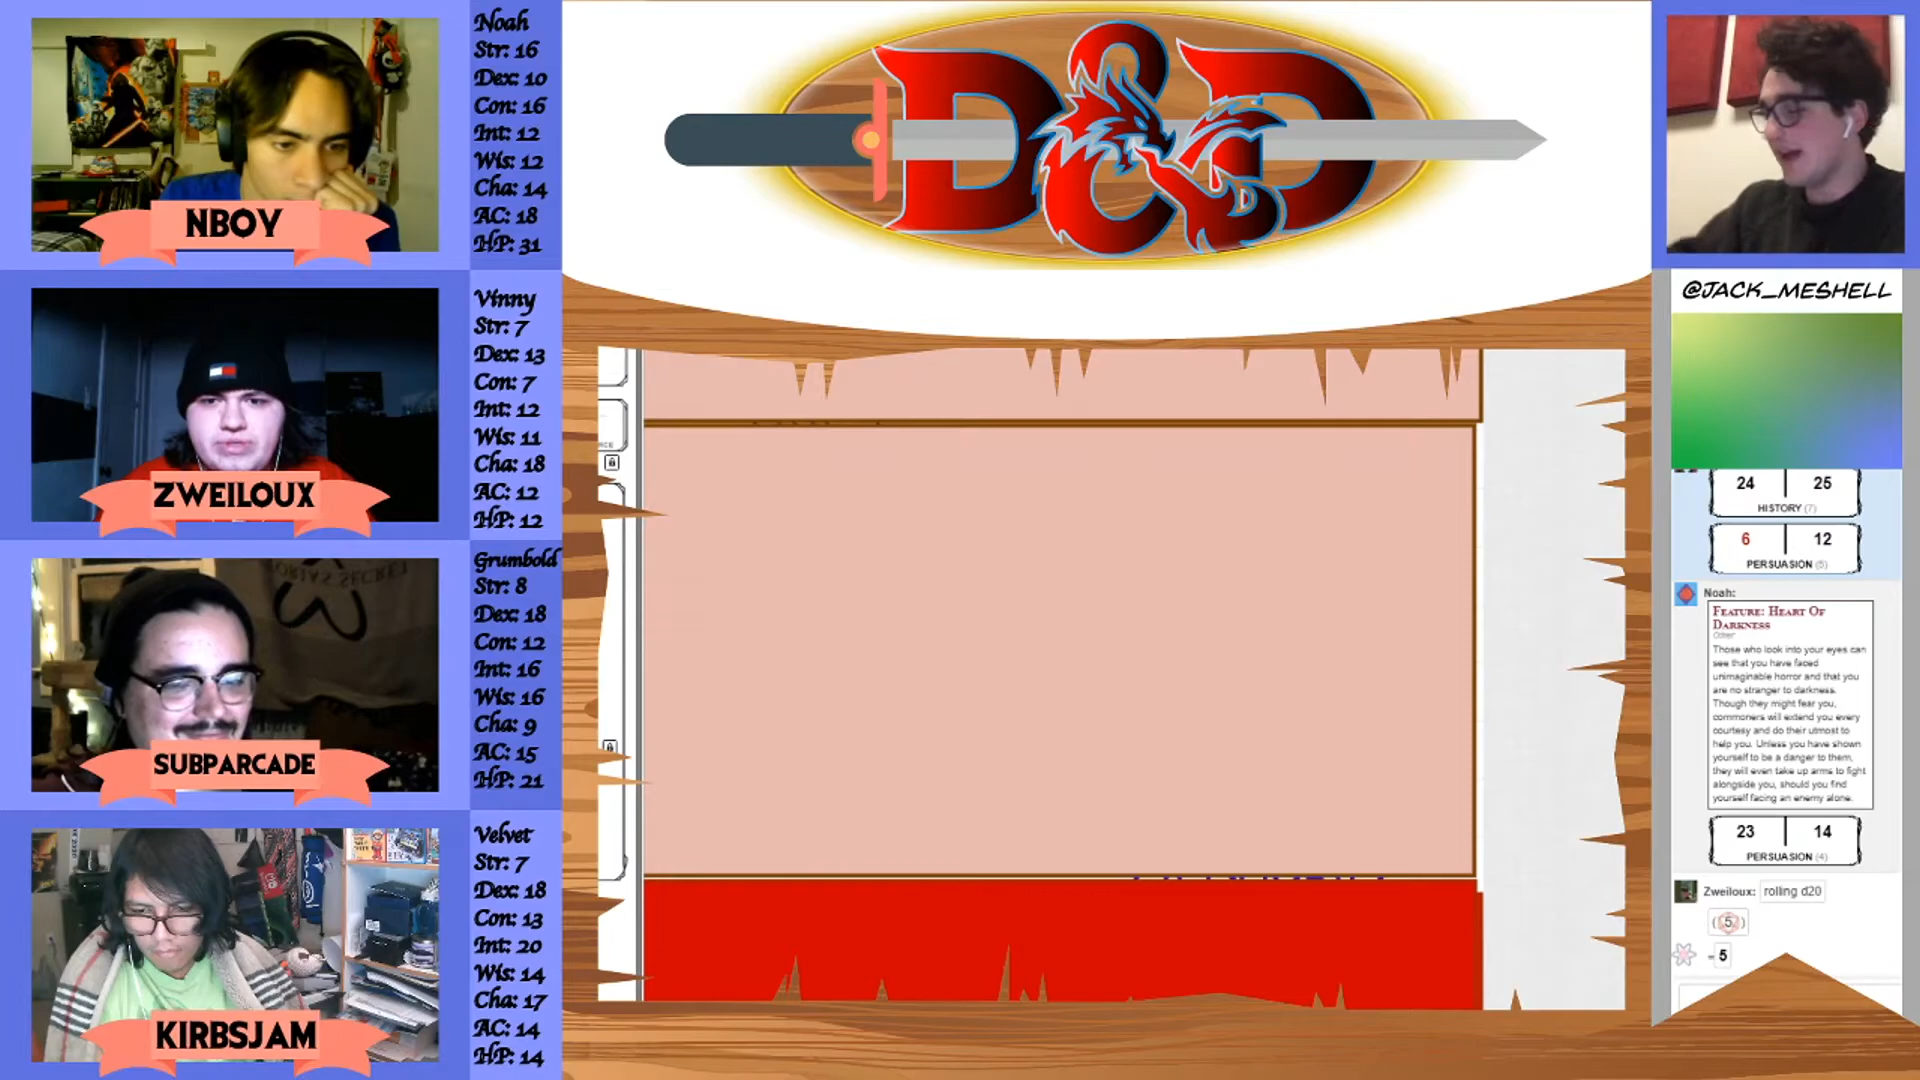 Noah
Str: 16
Dex: 10
Con: 16
Int: 12
Wis: 12
Cha: 14
AC: 18
HP: 31
NBOY
Vinny
Str: 7
Dex: 13
Con: 7
Int: 12
Wis: 11
Cha: 18
AC: 12
HP: 12
ZWEILOUX
Grumbold
Str: 8
Dex: 18
Con: 12
Int: 16
Wis: 16
Cha: 9
AC: 15
HP: 21
SUBPARCADE
Velvet
Str: 7
Dex: 18
Con: 13
Int: 20
Wis: 14
Cha: 17
AC: 14
HP: 14
KIRBSJAM
D&D
@JACK_MESHELL
24 25
HISTORY (7)
6 12
PERSUASION (5)
Noah:
FEATURE: HEART OF
DARKNESS
Other
Those who look into your eyes can
see that you have faced
unimaginable horror and that you
are no stranger to darkness.
Though they might fear you,
commoners will extend you every
courtesy and do their utmost to
help you. Unless you have shown
yourself to be a danger to them,
they will even take up arms to fight
alongside you, should you find
yourself facing an enemy alone.
23 14
PERSUASION (4)
Zweiloux: rolling d20
(5)
=5